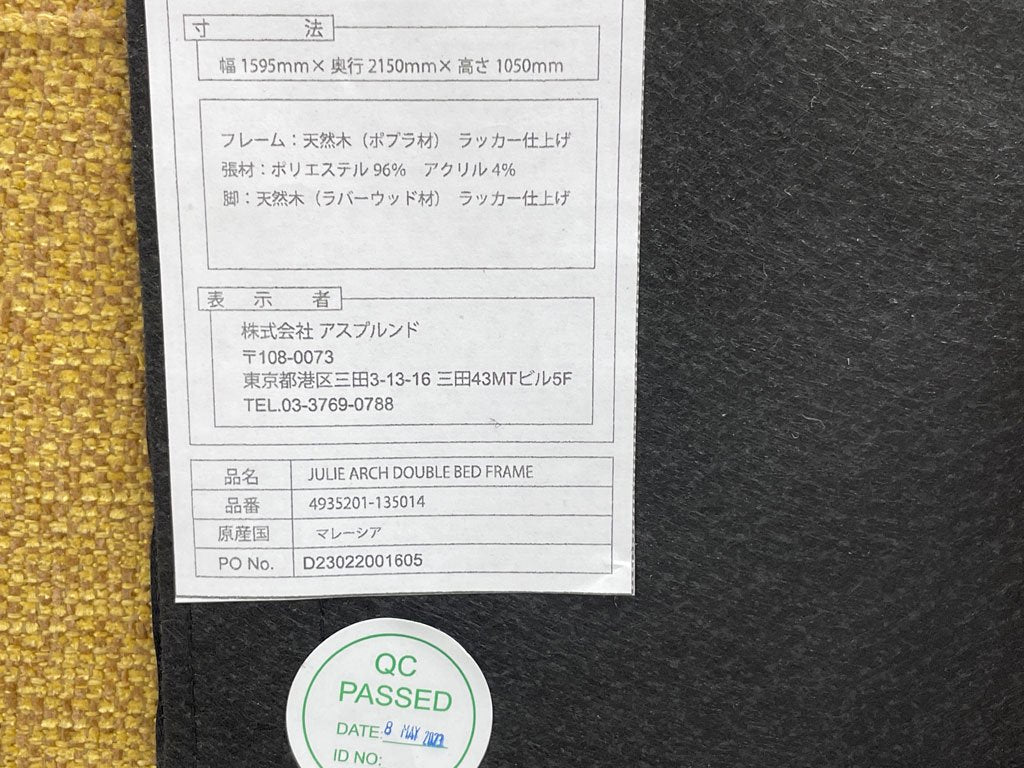 寸法
幅 1595mm× 奥行 2150mm× 高さ 1050mm
フレーム：天然木（ポプラ材） ラッカー仕上げ
張材：ポリエステル 96% アクリル 4%
脚：天然木（ラバーウッド材） ラッカー仕上げ
表示者
株式会社 アスプルンド
〒108-0073
東京都港区三田3-13-16 三田43MTビル5F
TEL.03-3769-0788
品名 JULIE ARCH DOUBLE BED FRAME
品番 4935201-135014
原産国 マレーシア
PO No. D23022001605
QC
PASSED
DATE: 8 MAY 2023
ID NO: